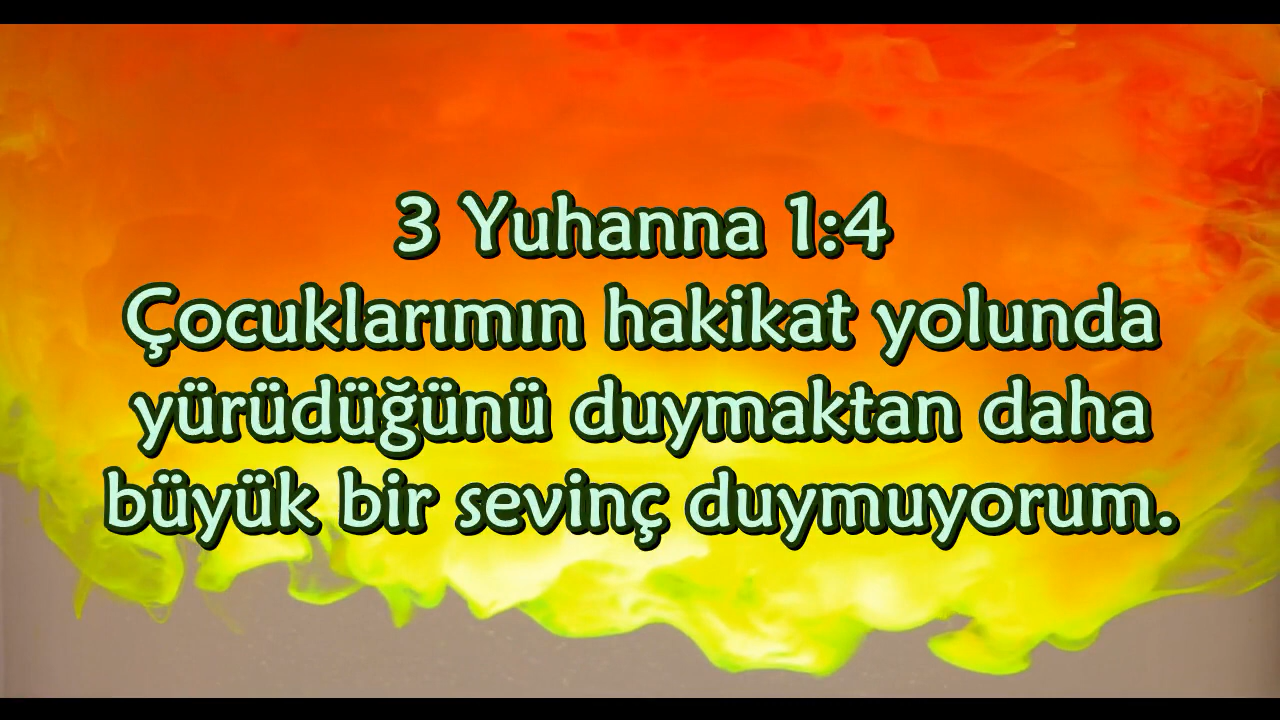 3 Yuhanna 1:4
Çocuklarımın hakikat yolunda
yürüdüğünü duymaktan daha
büyük bir sevinç duymuyorum.